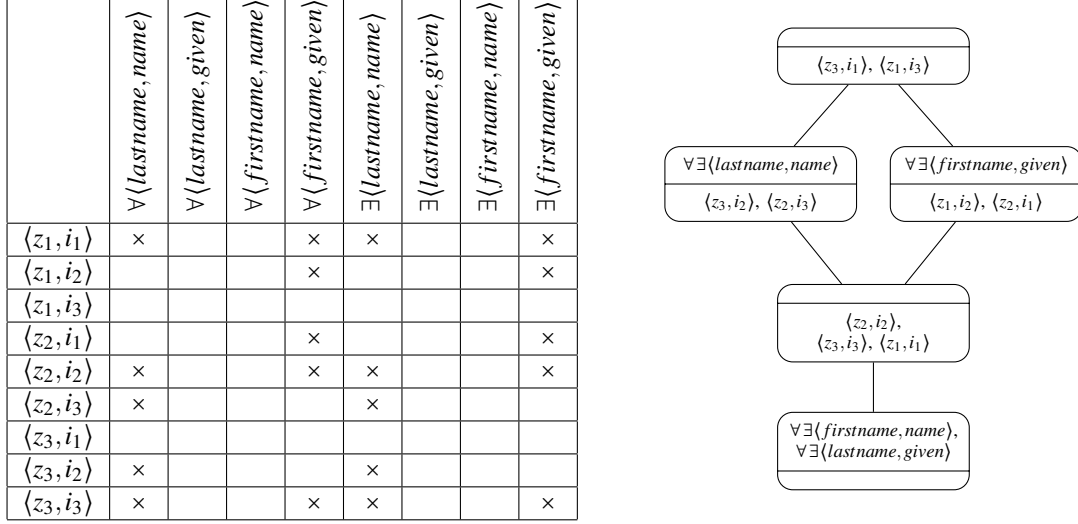 ∀⟨lastname,name⟩ ∀⟨lastname,given⟩ ∀⟨firstname,name⟩ ∀⟨firstname,given⟩ ∃⟨lastname,name⟩ ∃⟨lastname,given⟩ ∃⟨firstname,name⟩ ∃⟨firstname,given⟩
⟨z₁,i₁⟩ × × × ×
⟨z₁,i₂⟩ × ×
⟨z₁,i₃⟩
⟨z₂,i₁⟩ × ×
⟨z₂,i₂⟩ × × × ×
⟨z₂,i₃⟩ × ×
⟨z₃,i₁⟩
⟨z₃,i₂⟩ × ×
⟨z₃,i₃⟩ × × × ×
⟨z₃,i₁⟩, ⟨z₁,i₃⟩
∀∃⟨lastname,name⟩
⟨z₃,i₂⟩, ⟨z₂,i₃⟩
∀∃⟨firstname,given⟩
⟨z₁,i₂⟩, ⟨z₂,i₁⟩
⟨z₂,i₂⟩,
⟨z₃,i₃⟩, ⟨z₁,i₁⟩
∀∃⟨firstname,name⟩,
∀∃⟨lastname,given⟩